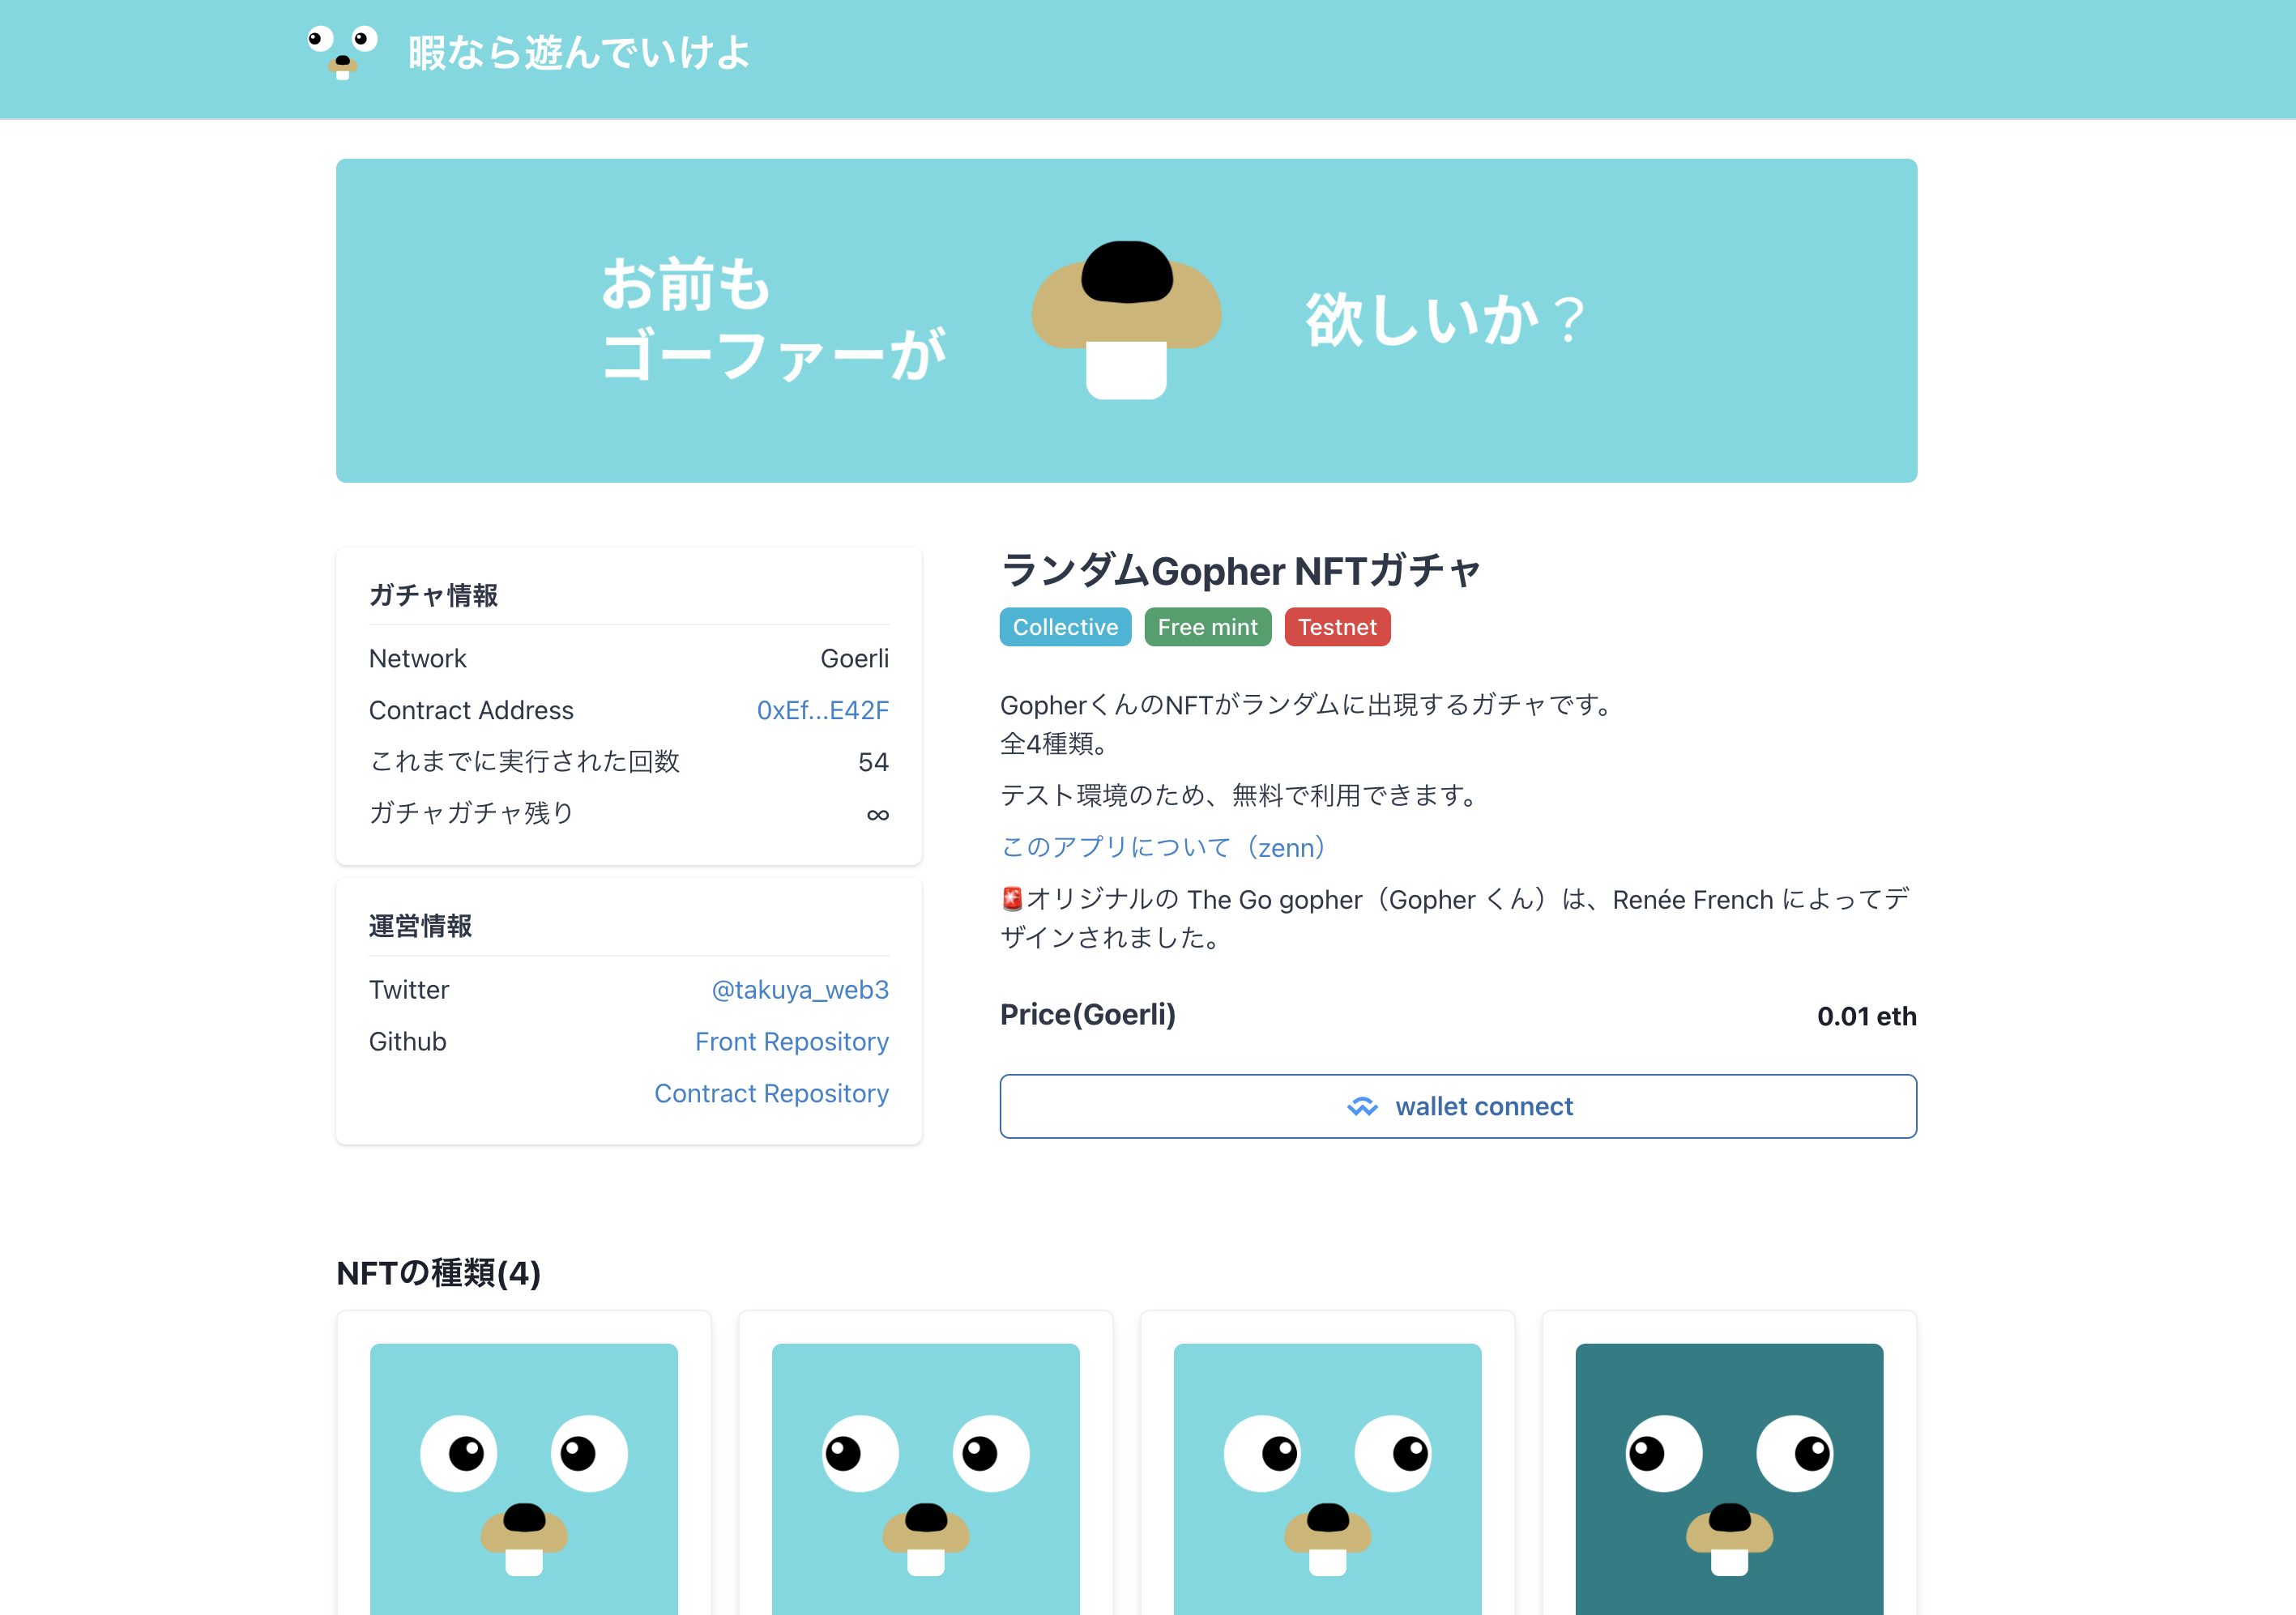 暇なら遊んでいけよ
お前も
ゴーファーが
欲しいか？
ガチャ情報
Network Goerli
Contract Address 0xEf...E42F
これまでに実行された回数 54
ガチャガチャ残り ∞
運営情報
Twitter @takuya_web3
Github Front Repository
Contract Repository
ランダムGopher NFTガチャ
Collective Free mint Testnet
GopherくんのNFTがランダムに出現するガチャです。
全4種類。
テスト環境のため、無料で利用できます。
このアプリについて（zenn）
🚨オリジナルの The Go gopher（Gopher くん）は、Renée French によってデ
ザインされました。
Price(Goerli) 0.01 eth
wallet connect
NFTの種類(4)